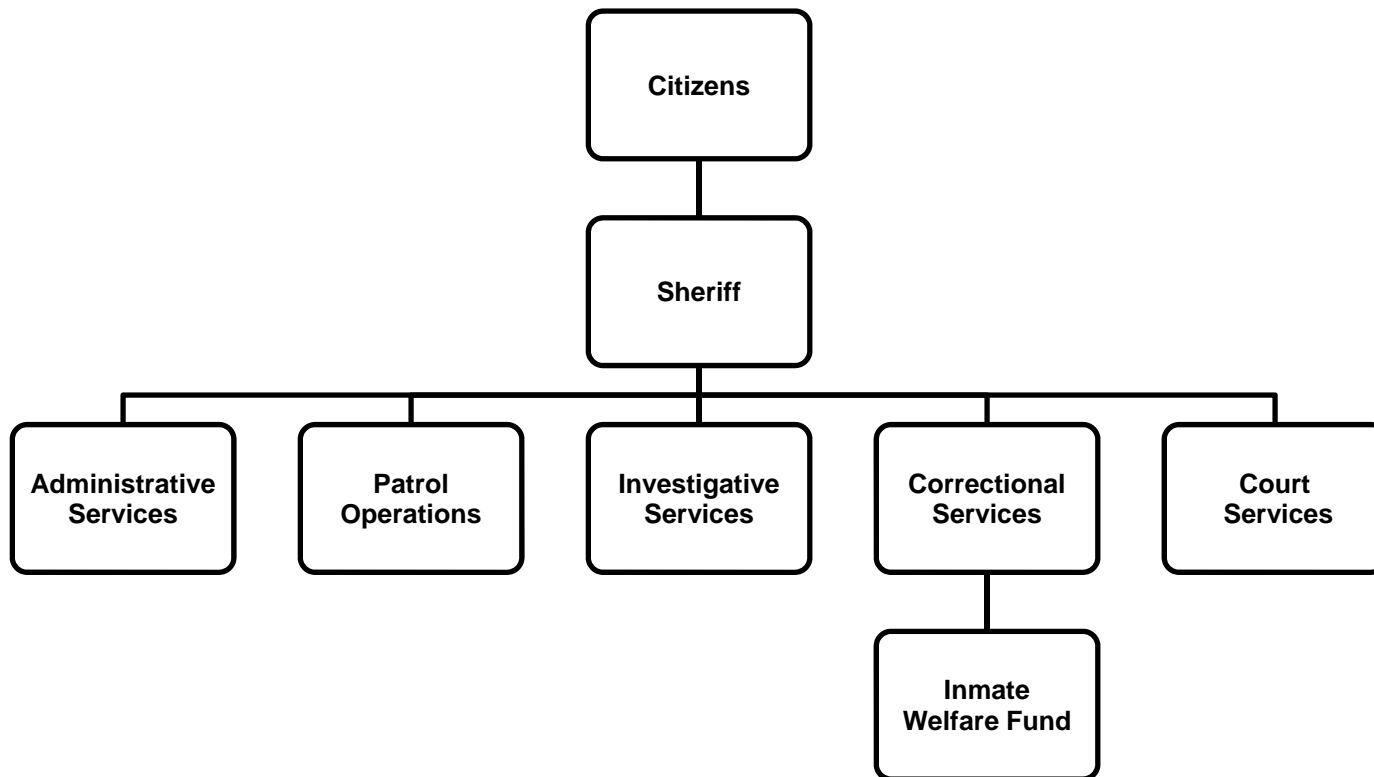 Citizens
Sheriff
Administrative
Services
Patrol
Operations
Investigative
Services
Correctional
Services
Court
Services
Inmate
Welfare Fund